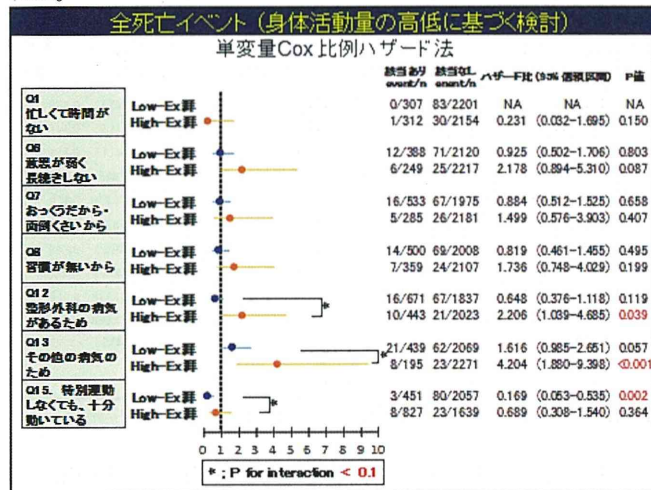 全死亡イベント（身体活動量の高低に基づく検討）
単変量Cox 比例ハザード法
該当あり event/n 該当なし event/n ハザード比 (95% 信頼区間) P値
Q1 忙しくて時間がない
Low-Ex群 0/307 83/2201 NA NA NA
High-Ex群 1/312 30/2154 0.231 (0.032-1.695) 0.150
意思が弱く長続きしない
Low-Ex群 12/388 71/2120 0.925 (0.502-1.706) 0.803
High-Ex群 6/249 25/2217 2.178 (0.894-5.310) 0.087
Q7 おっくうだから・面倒くさいから
Low-Ex群 16/533 67/1975 0.884 (0.512-1.525) 0.658
High-Ex群 5/285 26/2181 1.499 (0.576-3.903) 0.407
習慣が無いから
Low-Ex群 14/500 69/2008 0.819 (0.461-1.455) 0.495
High-Ex群 7/359 24/2107 1.736 (0.748-4.029) 0.199
Q12 整形外科の病気があるため
Low-Ex群 16/671 67/1837 0.648 (0.376-1.118) 0.119
High-Ex群 10/443 21/2023 2.206 (1.039-4.685) 0.039
*
Q13 その他の病気のため
Low-Ex群 21/439 62/2069 1.616 (0.985-2.651) 0.057
High-Ex群 8/195 23/2271 4.204 (1.880-9.398) <0.001
*
Q15. 特別運動しなくても、十分動いている
Low-Ex群 3/451 80/2057 0.169 (0.053-0.535) 0.002
High-Ex群 8/827 23/1639 0.689 (0.308-1.540) 0.364
*
0 1 2 3 4 5 6 7 8 9 10
* ; P for interaction < 0.1